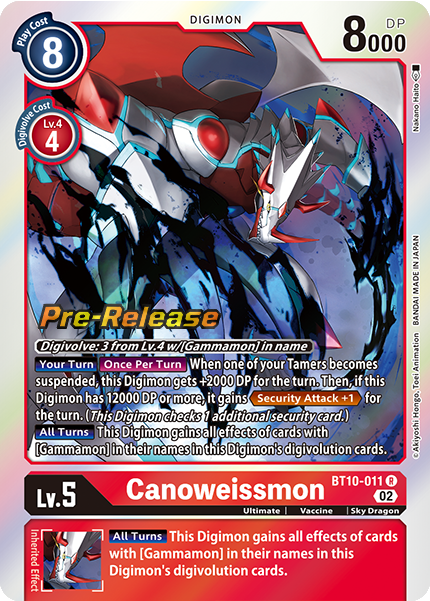 DIGIMON
Play Cost
8
8000
DP
Digivolve Cost
Lv.4
4
Nakano Haito
©Akiyoshi Hongo, Toei Animation BANDAI MADE IN JAPAN
Pre-Release
Digivolve: 3 from Lv.4 w/[Gammamon] in name
Your Turn Once Per Turn When one of your Tamers becomes
suspended, this Digimon gets +2000 DP for the turn. Then, if this
Digimon has 12000 DP or more, it gains Security Attack +1 for
the turn. (This Digimon checks 1 additional security card.)
All Turns This Digimon gains all effects of cards with
[Gammamon] in their names in this Digimon's digivolution cards.
Lv.5
Canoweissmon
BT10-011 R
02
Ultimate | Vaccine | Sky Dragon
Inherited Effect
All Turns This Digimon gains all effects of cards
with [Gammamon] in their names in this
Digimon's digivolution cards.